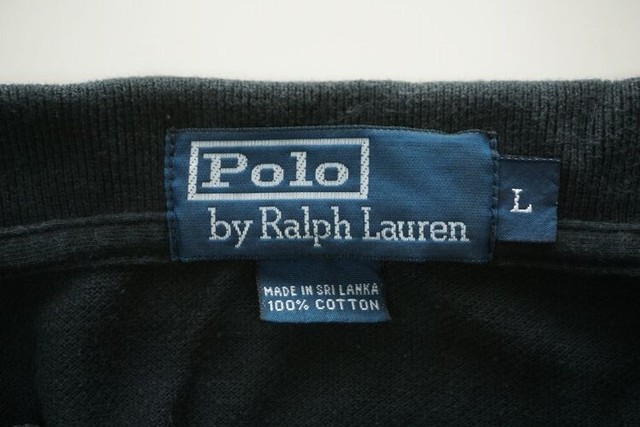 Polo
by Ralph Lauren
L
MADE IN SRI LANKA
100% COTTON